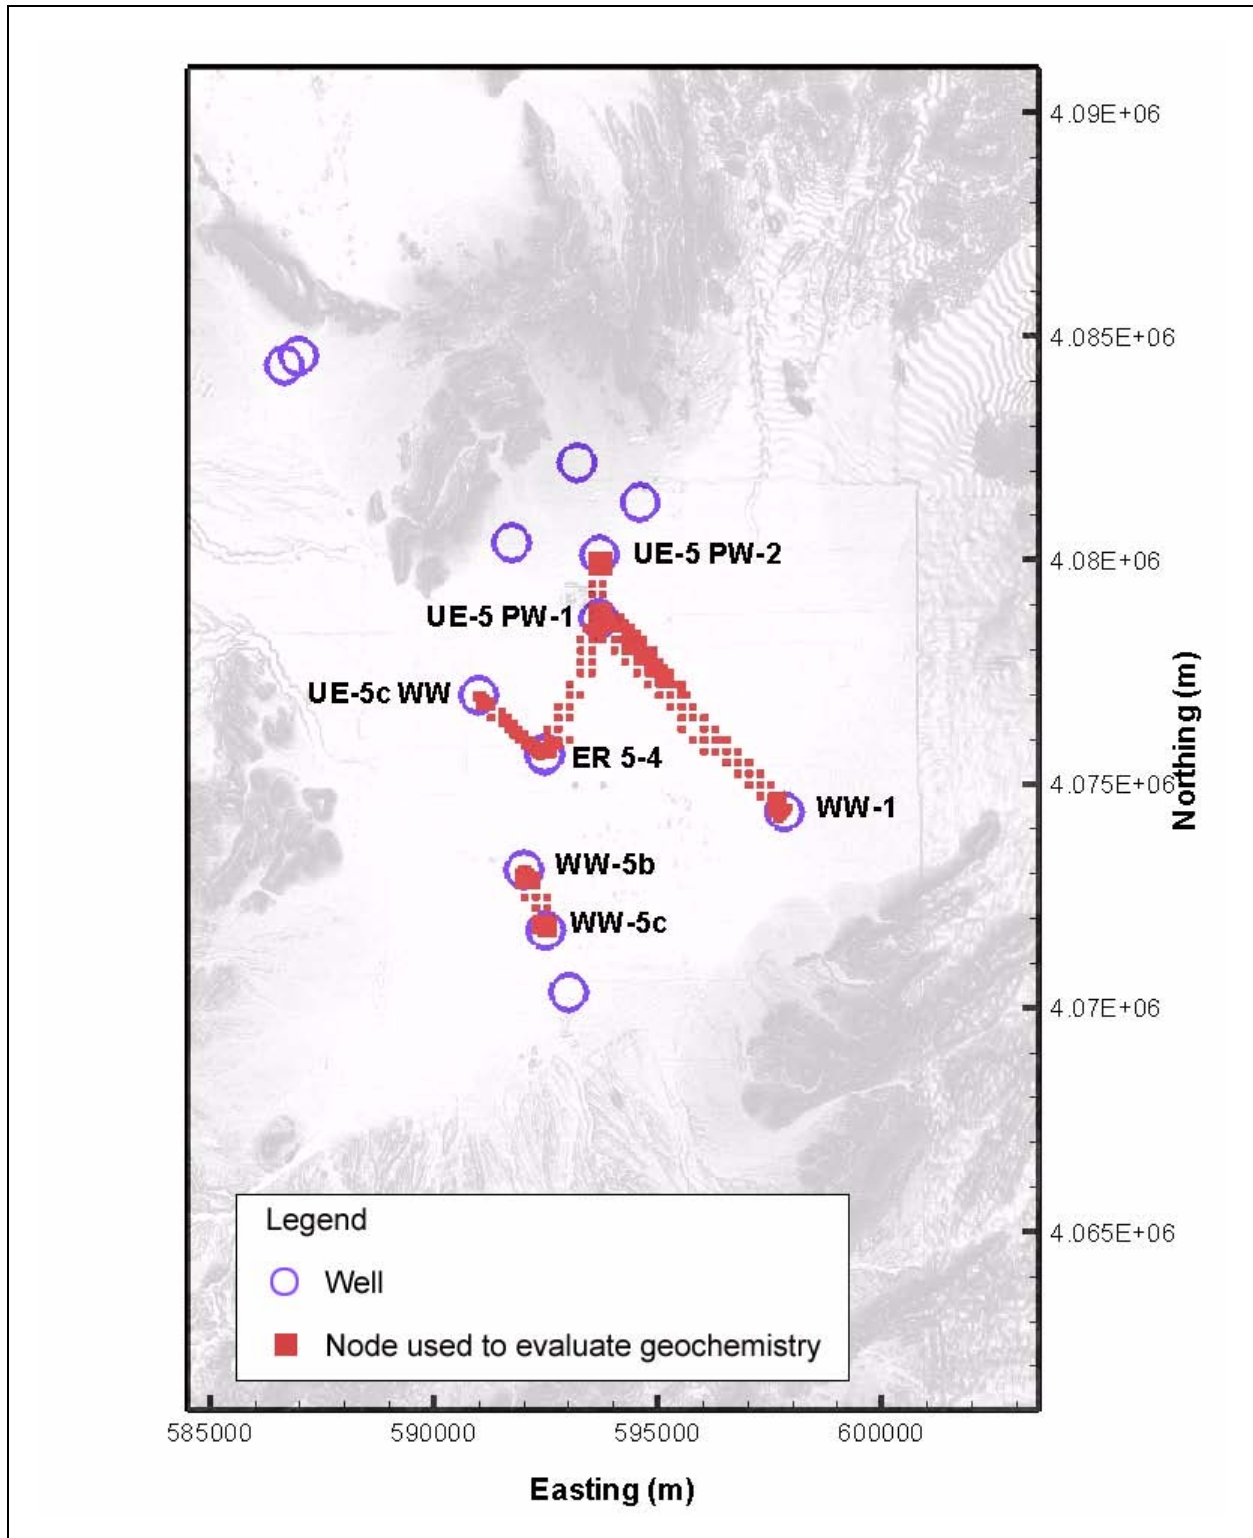 4.09E+06
4.085E+06
UE-5 PW-2
4.08E+06
UE-5 PW-1
UE-5c WW
ER 5-4
4.075E+06
WW-1
Northing (m)
WW-5b
WW-5c
4.07E+06
4.065E+06
Legend
Well
Node used to evaluate geochemistry
585000
590000
595000
600000
Easting (m)